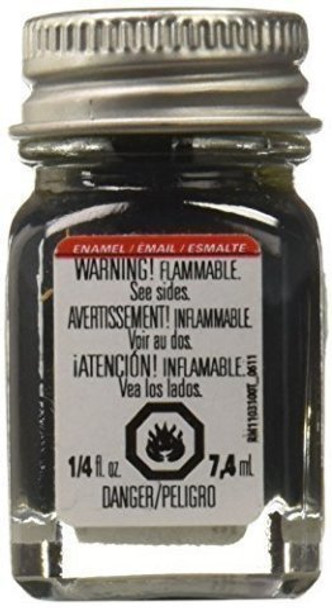 ENAMEL / ÉMAIL / ESMALTE
WARNING! FLAMMABLE.
See sides.
AVERTISSEMENT! INFLAMMABLE.
Voir au dos.
¡ATENCIÓN! INFLAMABLE.
Vea los lados.
1/4 fl. oz. 7,4 ml.
DANGER/PELIGRO